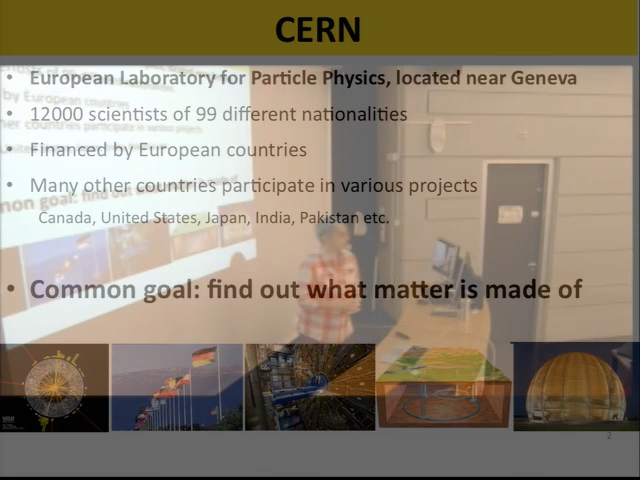 CERN
• European Laboratory for Particle Physics, located near Geneva
• 12000 scientists of 99 different nationalities
• Financed by European countries
• Many other countries participate in various projects
Canada, United States, Japan, India, Pakistan etc.
• Common goal: find out what matter is made of
2